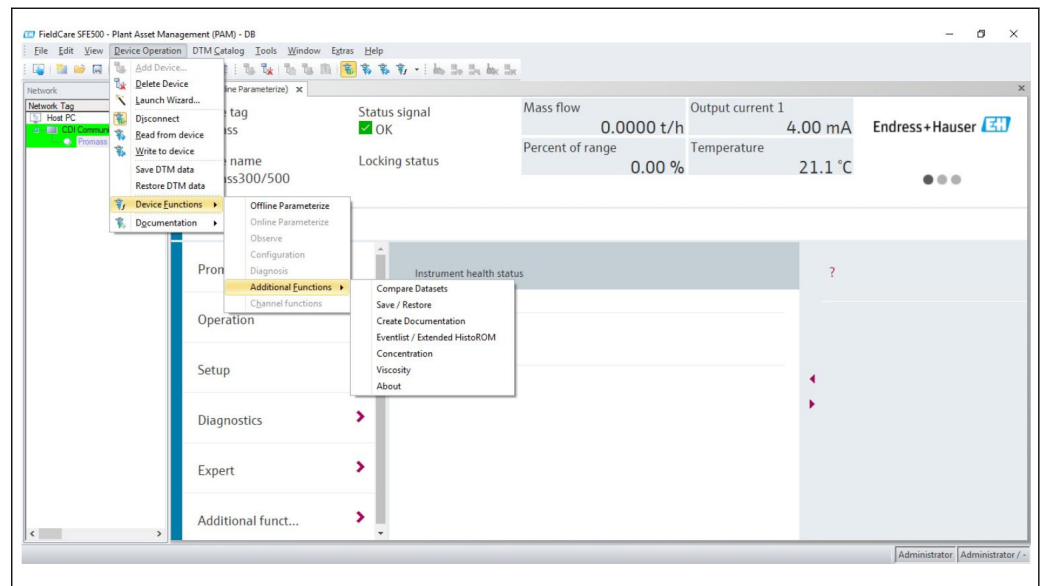 FieldCare SFE500 - Plant Asset Management (PAM) - DB
File Edit View Device Operation DTM Catalog Tools Window Extras Help
Network
Network Tag
Host PC
CDI Commun
Promass
Add Device...
Delete Device
Launch Wizard...
Disconnect
Read from device
Write to device
Save DTM data
Restore DTM data
Device Functions
Documentation
Offline Parameterize
Online Parameterize
Observe
Configuration
Diagnosis
Additional Functions
Channel functions
Compare Datasets
Save / Restore
Create Documentation
Eventlist / Extended HistoROM
Concentration
Viscosity
About
ine Parameterize)
tag
ss
name
ss300/500
Status signal
OK
Locking status
Mass flow
0.0000 t/h
Percent of range
0.00 %
Output current 1
4.00 mA
Temperature
21.1 °C
Endress+Hauser EH
Prom
Operation
Setup
Diagnostics
Expert
Additional funct...
Instrument health status
?
Administrator Administrator / -